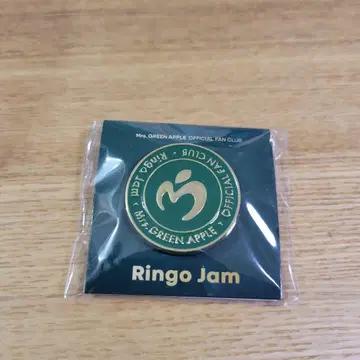 Mrs. GREEN APPLE OFFICIAL FAN CLUB
Ringo Jam • Mrs. GREEN APPLE • OFFICIAL FAN CLUB •
Ringo Jam